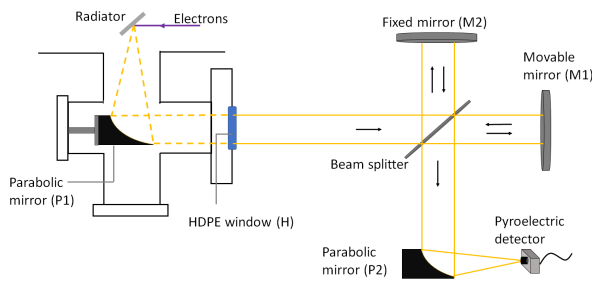 Radiator
Electrons
Fixed mirror (M2)
Movable
mirror (M1)
Beam splitter
Parabolic
mirror (P1)
HDPE window (H)
Pyroelectric
detector
Parabolic
mirror (P2)